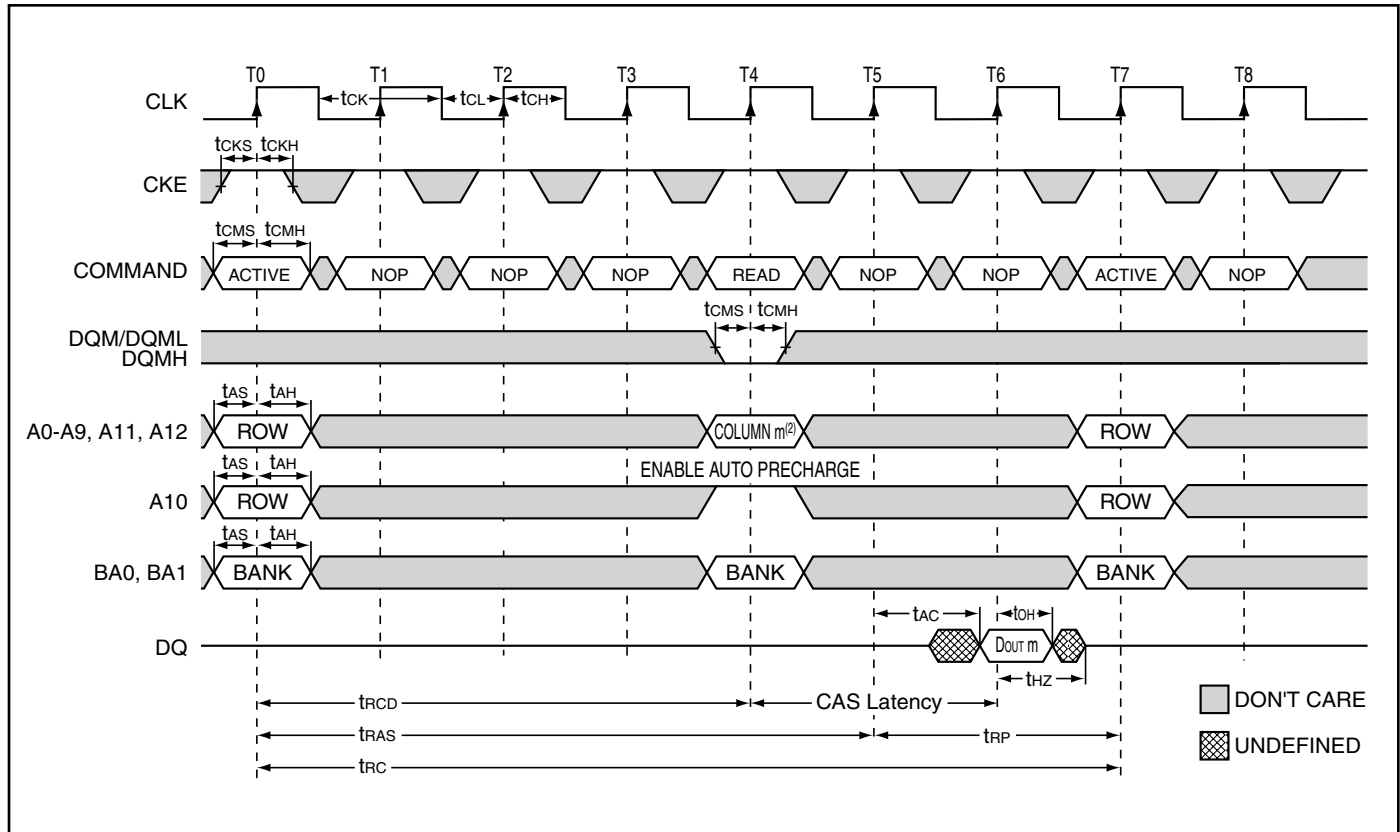 T0 T1 T2 T3 T4 T5 T6 T7 T8
CLK tCK tCL tCH
tCKS tCKH
CKE
tCMS tCMH
COMMAND ACTIVE NOP NOP NOP READ NOP NOP ACTIVE NOP
tCMS tCMH
DQM/DQML
DQMH
tAS tAH
A0-A9, A11, A12 ROW COLUMN m(2) ROW
tAS tAH ENABLE AUTO PRECHARGE
A10 ROW ROW
tAS tAH
BA0, BA1 BANK BANK BANK
tAC tOH
DQ DOUT m
tHZ
tRCD CAS Latency DON'T CARE
tRAS tRP UNDEFINED
tRC